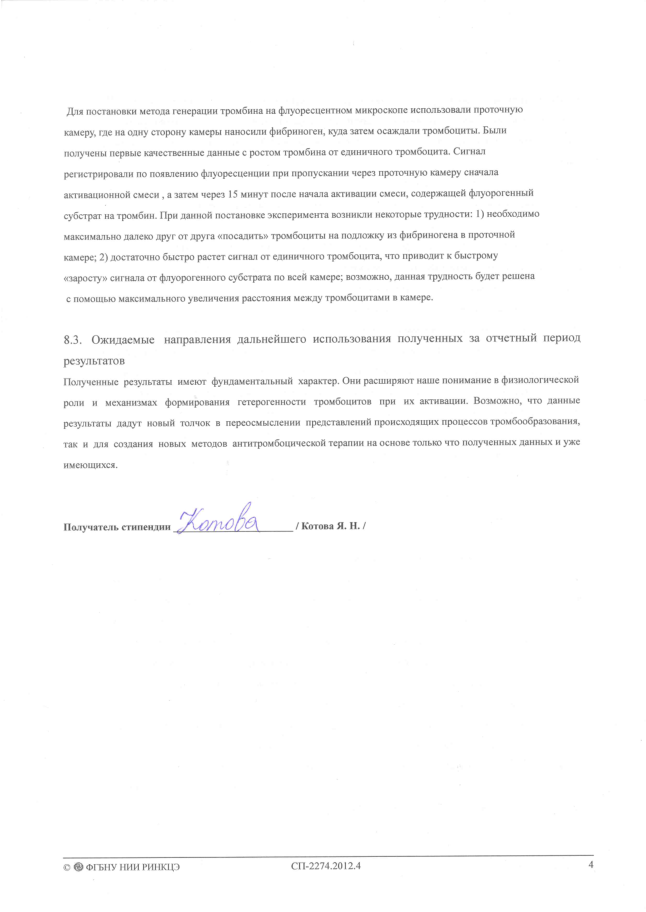 Для постановки метода генерации тромбина на флуоресцентном микроскопе использовали проточную
камеру, где на одну сторону камеры наносили фибриноген, куда затем осаждали тромбоциты. Были
получены первые качественные данные с ростом тромбина от единичного тромбоцита. Сигнал
регистрировали по появлению флуоресценции при пропускании через проточную камеру сначала
активационной смеси , а затем через 15 минут после начала активации смеси, содержащей флуорогенный
субстрат на тромбин. При данной постановке эксперимента возникли некоторые трудности: 1) необходимо
максимально далеко друг от друга «посадить» тромбоциты на подложку из фибриногена в проточной
камере; 2) достаточно быстро растет сигнал от единичного тромбоцита, что приводит к быстрому
«заросту» сигнала от флуорогенного субстрата по всей камере; возможно, данная трудность будет решена
с помощью максимального увеличения расстояния между тромбоцитами в камере.
8.3. Ожидаемые направления дальнейшего использования полученных за отчетный период
результатов
Полученные результаты имеют фундаментальный характер. Они расширяют наше понимание в физиологической
роли и механизмах формирования гетерогенности тромбоцитов при их активации. Возможно, что данные
результаты дадут новый толчок в переосмыслении представлений происходящих процессов тромбообразования,
так и для создания новых методов антитромбоцической терапии на основе только что полученных данных и уже
имеющихся.
Получатель стипендии Котова / Котова Я. Н. /
© ФГБНУ НИИ РИНКЦЭ СП-2274.2012.4 4